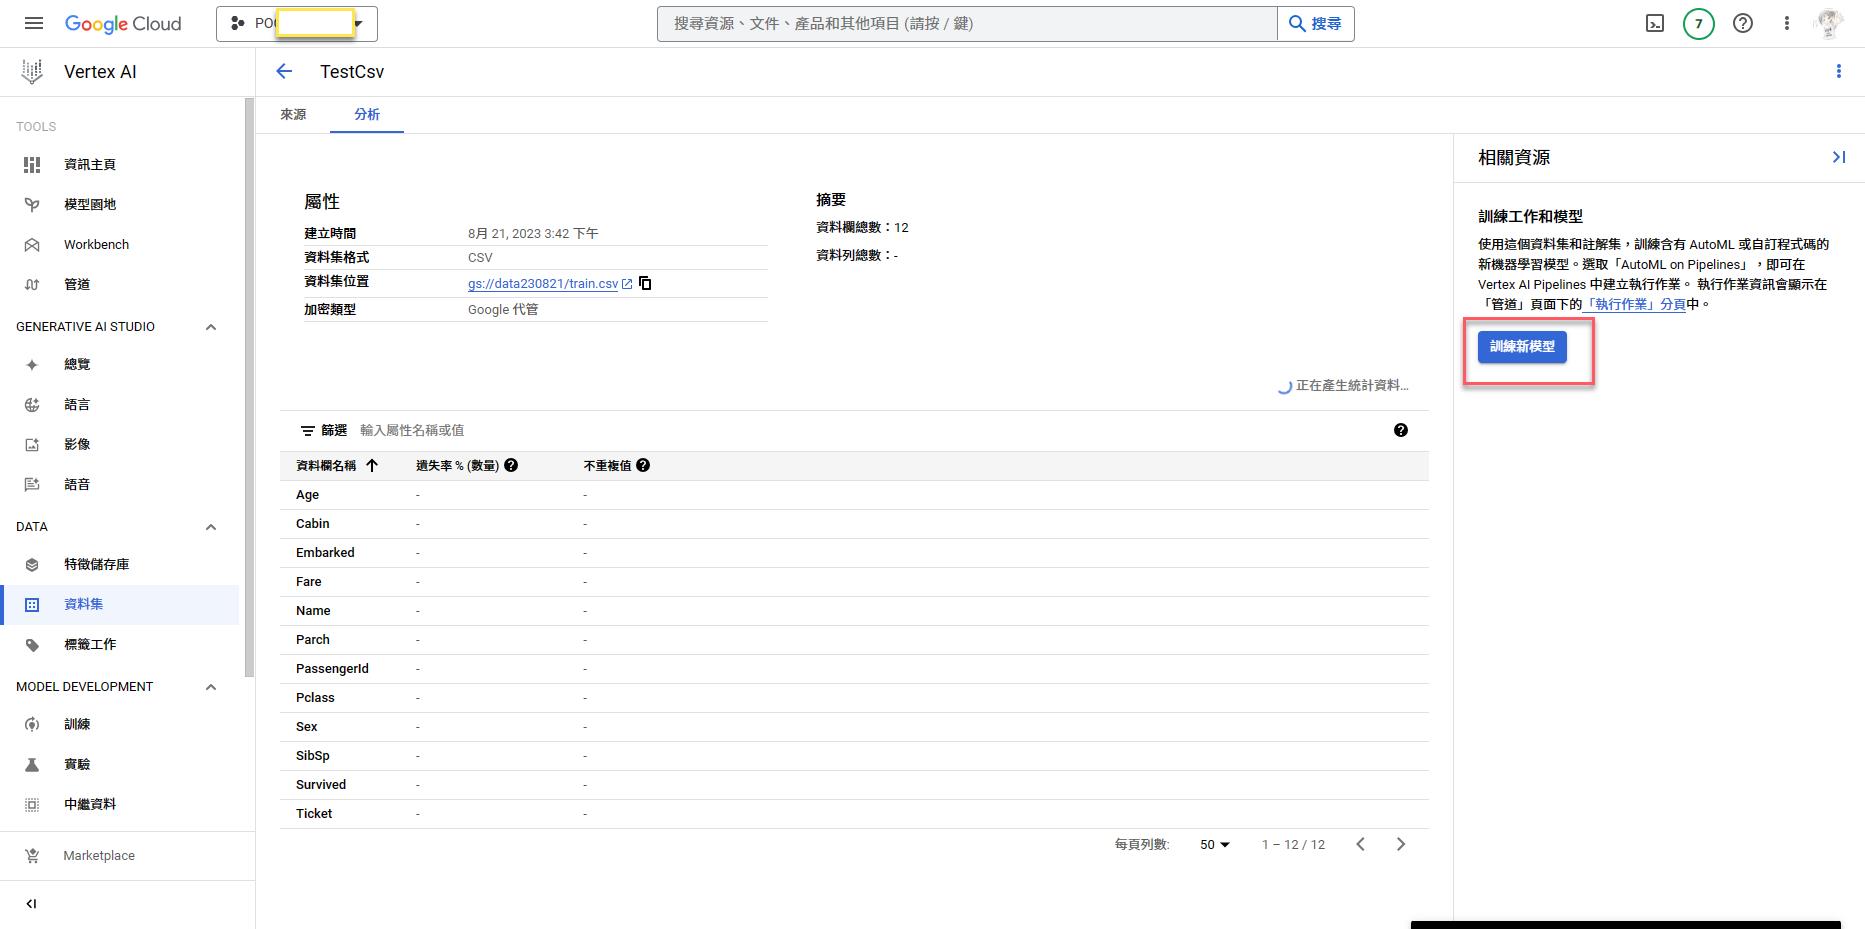 Google Cloud
POC
搜尋資源、文件、產品和其他項目 (請按 / 鍵)
搜尋
7
Vertex AI
TestCsv
來源
分析
TOOLS
資訊主頁
模型園地
Workbench
管道
GENERATIVE AI STUDIO
總覽
語言
影像
語音
DATA
特徵儲存庫
資料集
標籤工作
MODEL DEVELOPMENT
訓練
實驗
中繼資料
Marketplace
屬性
建立時間 8月 21, 2023 3:42 下午
資料集格式 CSV
資料集位置 gs://data230821/train.csv
加密類型 Google 代管
摘要
資料欄總數：12
資料列總數：-
正在產生統計資料...
篩選 輸入屬性名稱或值
資料欄名稱 遺失率 % (數量) 不重複值
Age - -
Cabin - -
Embarked - -
Fare - -
Name - -
Parch - -
PassengerId - -
Pclass - -
Sex - -
SibSp - -
Survived - -
Ticket - -
每頁列數: 50 1 – 12 / 12
相關資源
訓練工作和模型
使用這個資料集和註解集，訓練含有 AutoML 或自訂程式碼的
新機器學習模型。選取「AutoML on Pipelines」，即可在
Vertex AI Pipelines 中建立執行作業。 執行作業資訊會顯示在
「管道」頁面下的「執行作業」分頁中。
訓練新模型